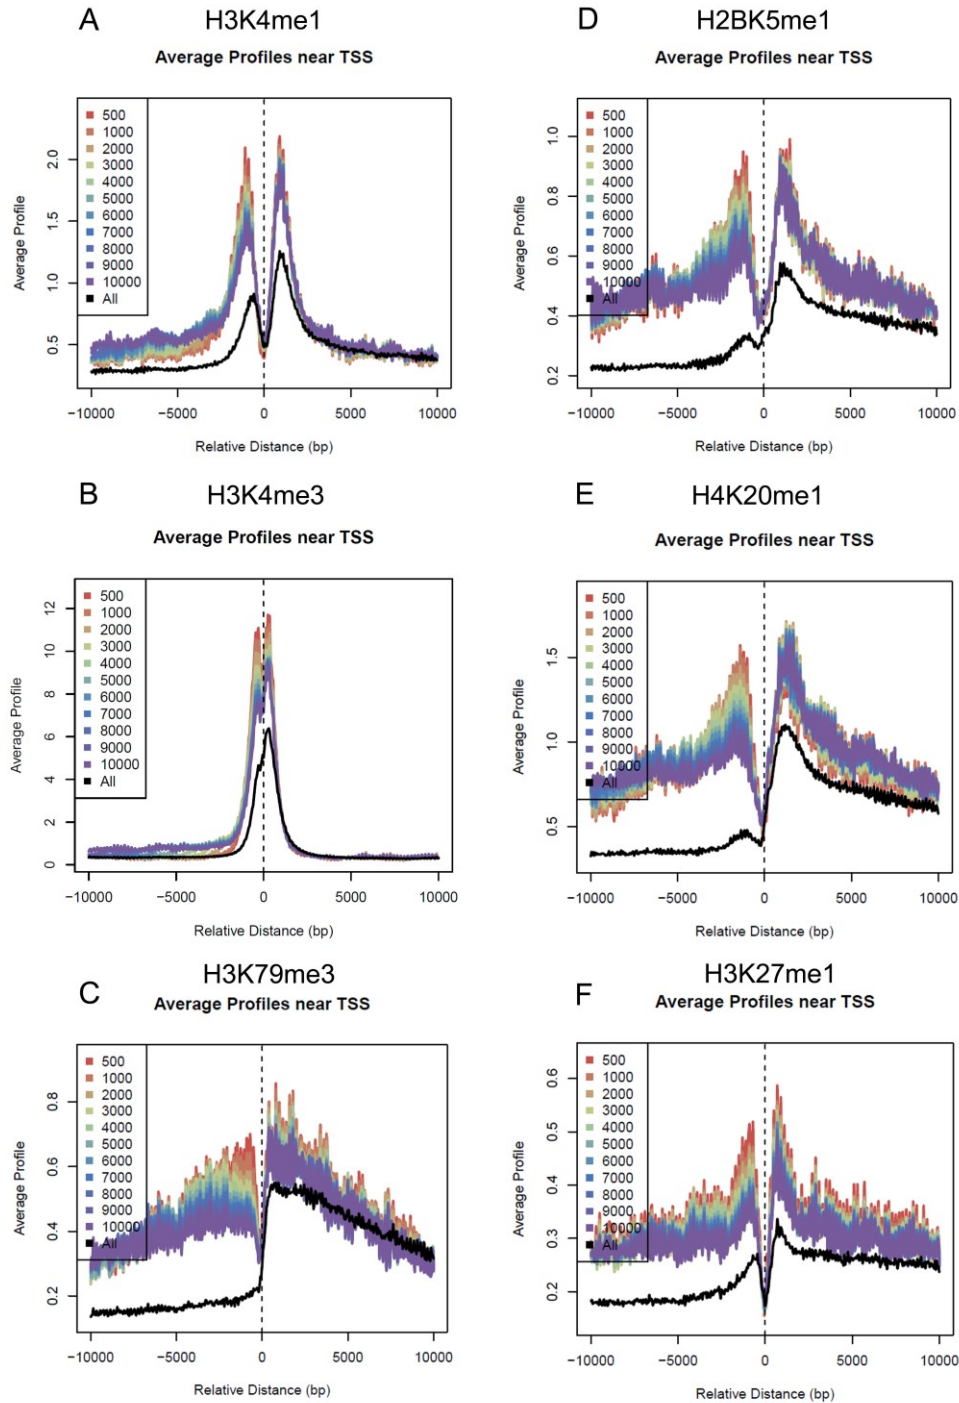 A H3K4me1
Average Profiles near TSS
Average Profile
2.0
1.5
1.0
0.5
500
1000
2000
3000
4000
5000
6000
7000
8000
9000
10000
All
−10000 −5000 0 5000 10000
Relative Distance (bp)
D H2BK5me1
Average Profiles near TSS
Average Profile
1.0
0.8
0.6
0.4
0.2
500
1000
2000
3000
4000
5000
6000
7000
8000
9000
10000
All
−10000 −5000 0 5000 10000
Relative Distance (bp)
B H3K4me3
Average Profiles near TSS
Average Profile
12
10
8
6
4
2
0
500
1000
2000
3000
4000
5000
6000
7000
8000
9000
10000
All
−10000 −5000 0 5000 10000
Relative Distance (bp)
E H4K20me1
Average Profiles near TSS
Average Profile
1.5
1.0
0.5
500
1000
2000
3000
4000
5000
6000
7000
8000
9000
10000
All
−10000 −5000 0 5000 10000
Relative Distance (bp)
C H3K79me3
Average Profiles near TSS
Average Profile
0.8
0.6
0.4
0.2
500
1000
2000
3000
4000
5000
6000
7000
8000
9000
10000
All
−10000 −5000 0 5000 10000
Relative Distance (bp)
F H3K27me1
Average Profiles near TSS
Average Profile
0.6
0.5
0.4
0.3
0.2
500
1000
2000
3000
4000
5000
6000
7000
8000
9000
10000
All
−10000 −5000 0 5000 10000
Relative Distance (bp)